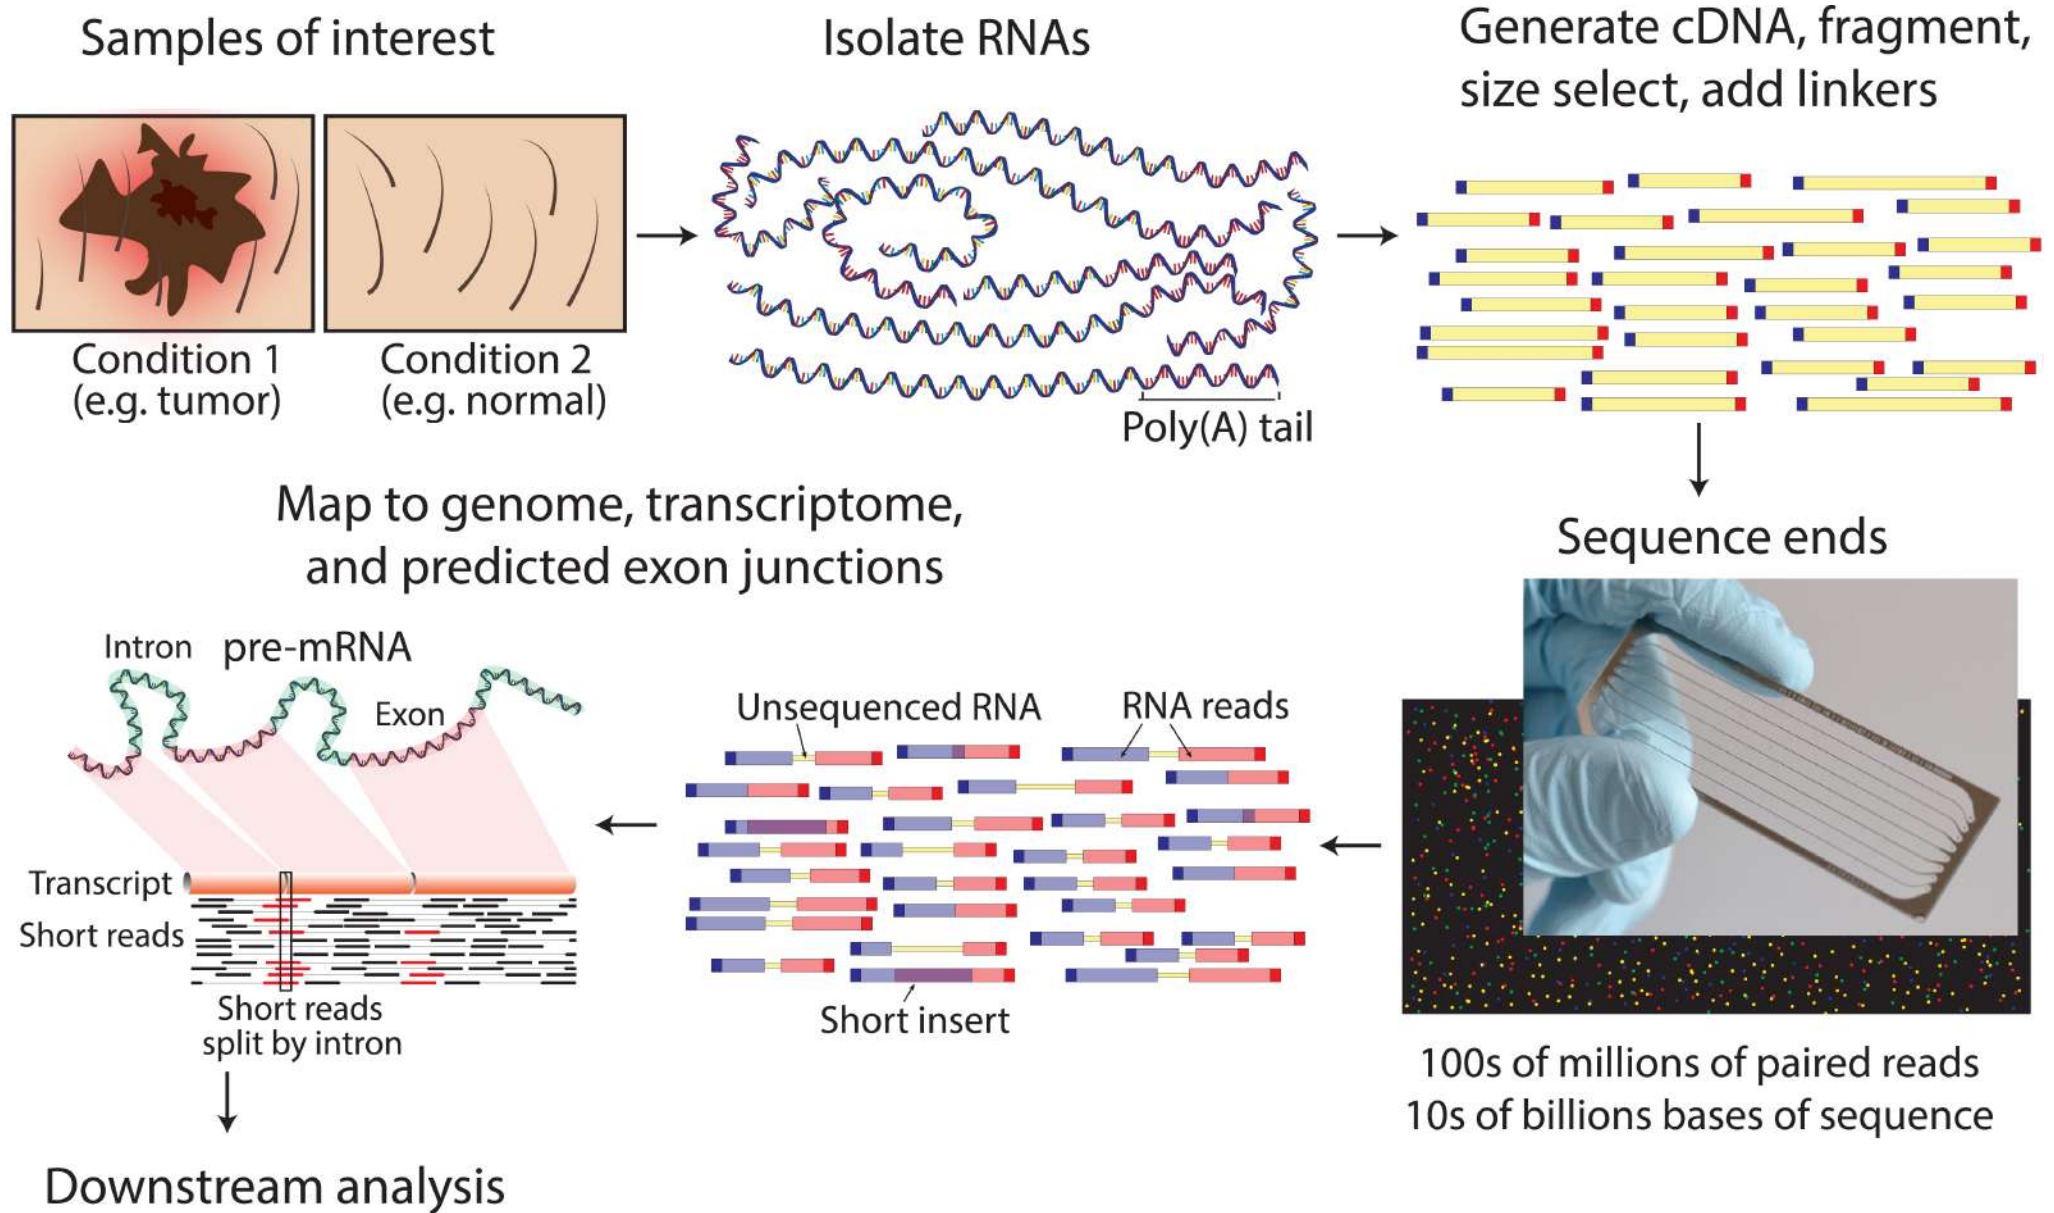 Samples of interest
Condition 1
(e.g. tumor)
Condition 2
(e.g. normal)
Isolate RNAs
Poly(A) tail
Generate cDNA, fragment,
size select, add linkers
Sequence ends
100s of millions of paired reads
10s of billions bases of sequence
Unsequenced RNA
RNA reads
Short insert
Map to genome, transcriptome,
and predicted exon junctions
Intron
pre-mRNA
Exon
Transcript
Short reads
Short reads
split by intron
Downstream analysis